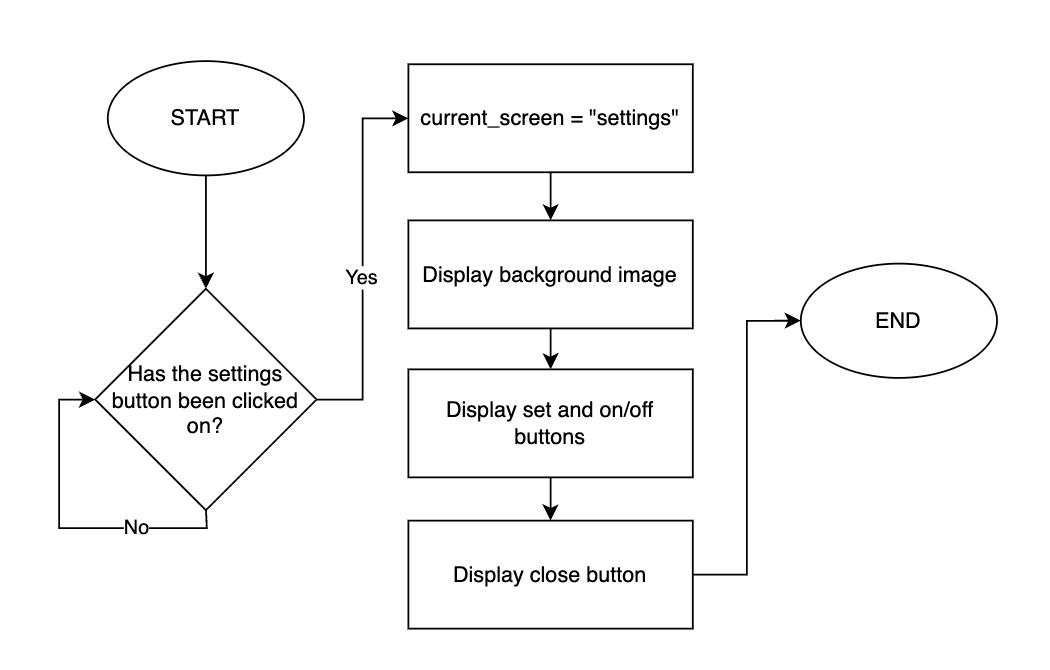 START
Has the settings
button been clicked
on?
No
Yes
current_screen = "settings"
Display background image
Display set and on/off
buttons
Display close button
END